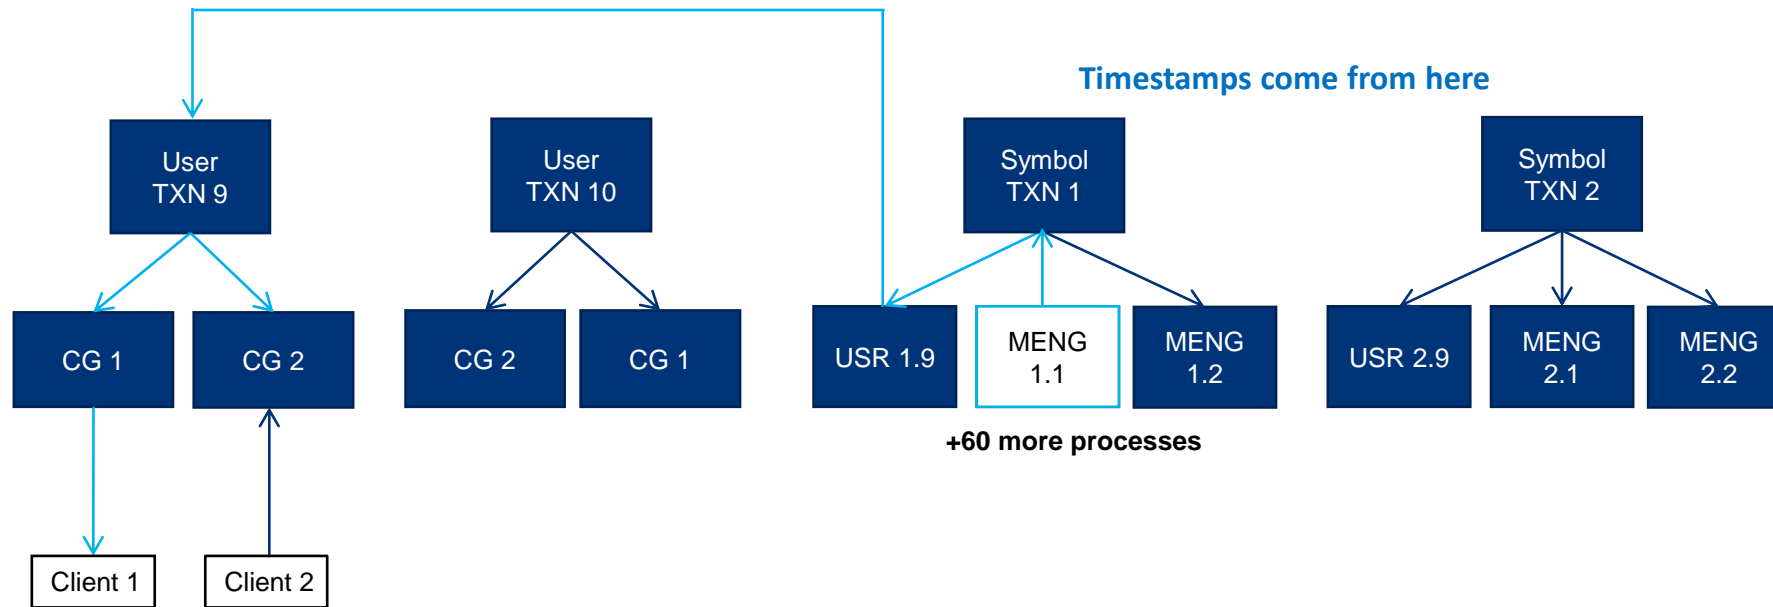 Timestamps come from here
User
TXN 9
User
TXN 10
Symbol
TXN 1
Symbol
TXN 2
CG 1
CG 2
CG 2
CG 1
USR 1.9
MENG
1.1
MENG
1.2
USR 2.9
MENG
2.1
MENG
2.2
+60 more processes
Client 1
Client 2